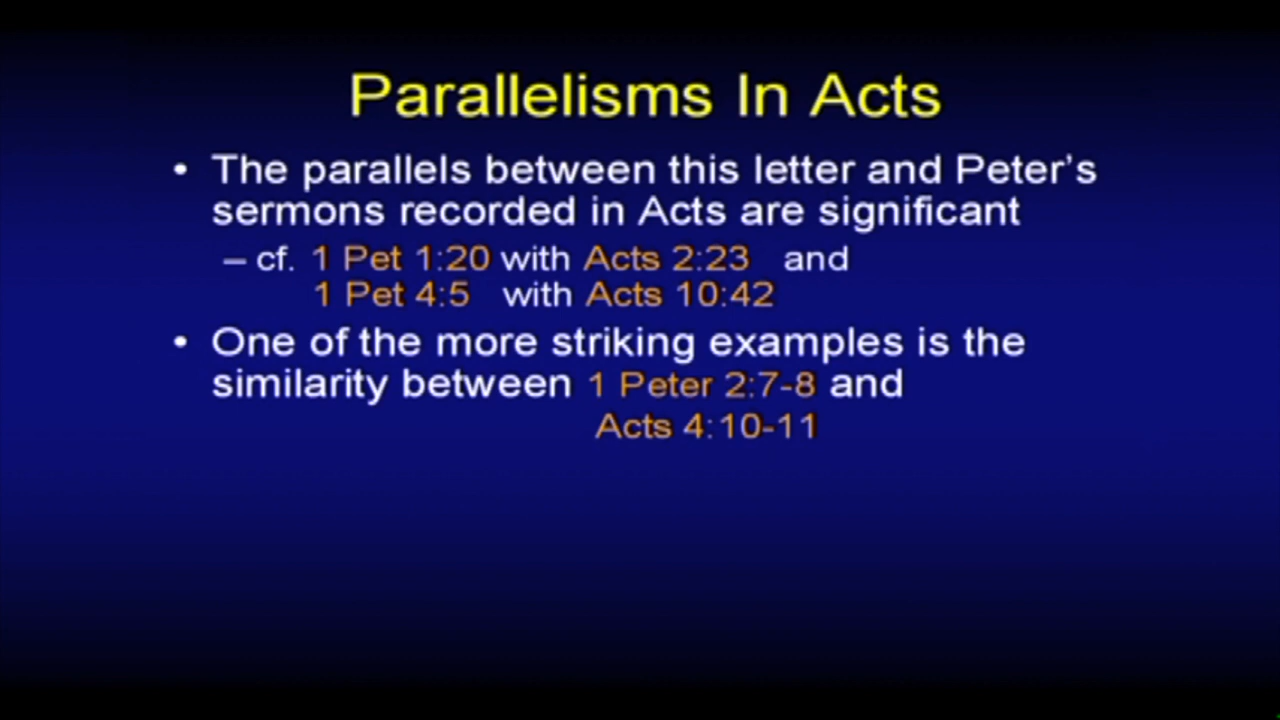 Parallelisms In Acts
• The parallels between this letter and Peter's
sermons recorded in Acts are significant
– cf. 1 Pet 1:20 with Acts 2:23 and
1 Pet 4:5 with Acts 10:42
• One of the more striking examples is the
similarity between 1 Peter 2:7-8 and
Acts 4:10-11